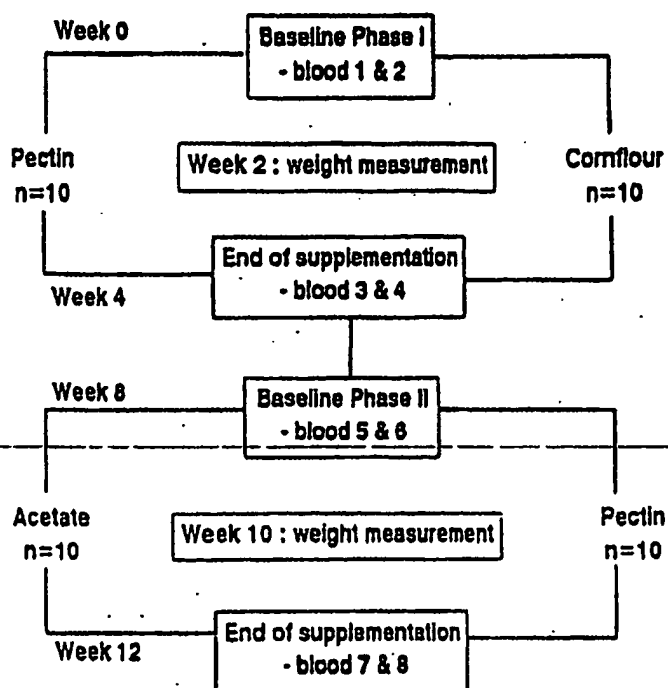 Week 0
Baseline Phase I
- blood 1 & 2
Pectin
n=10
Week 2 : weight measurement
Cornflour
n=10
End of supplementation
- blood 3 & 4
Week 4
Week 8
Baseline Phase II
- blood 5 & 6
Acetate
n=10
Week 10 : weight measurement
Pectin
n=10
End of supplementation
- blood 7 & 8
Week 12